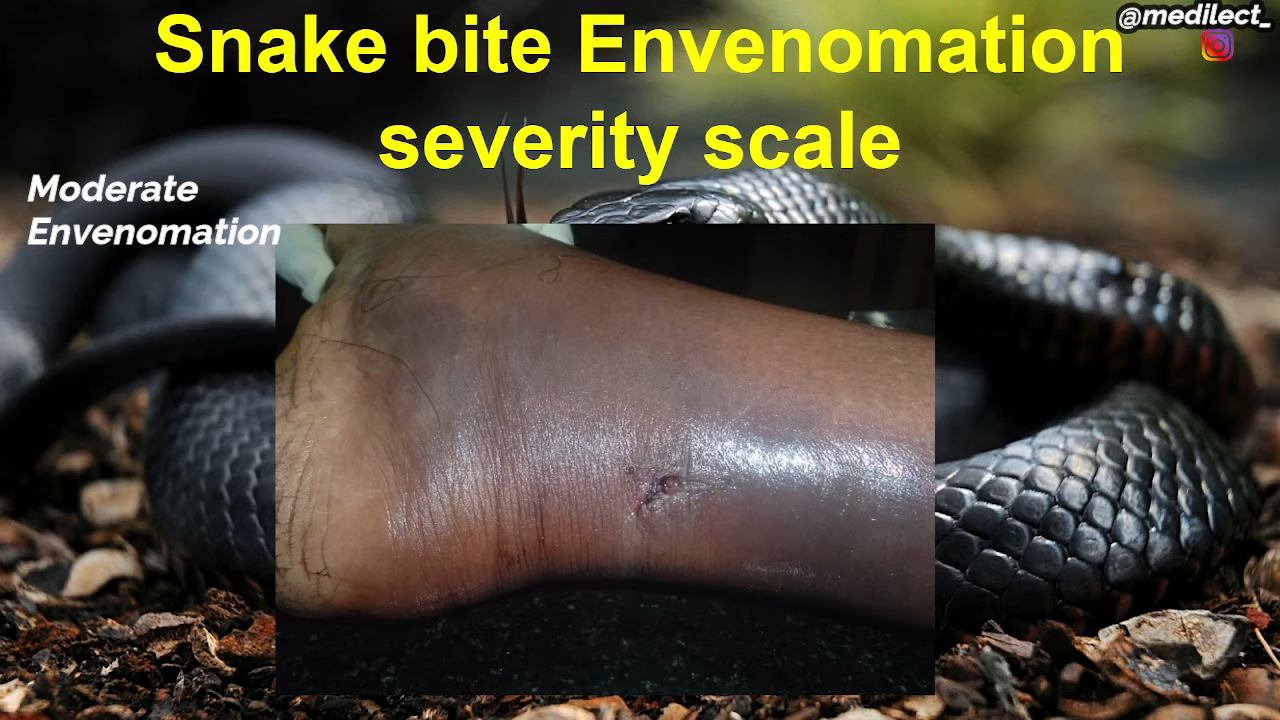 @medilect_
Snake bite Envenomation
severity scale
Moderate
Envenomation